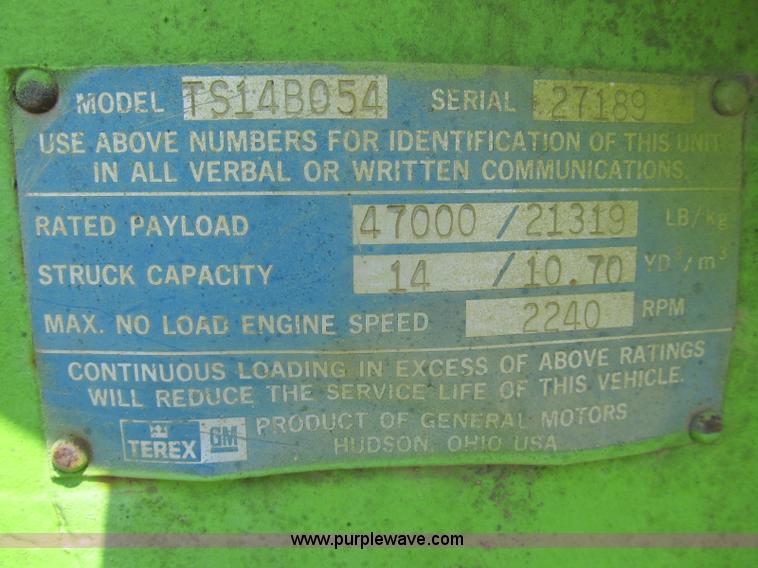 MODEL TS14B054 SERIAL 27189
USE ABOVE NUMBERS FOR IDENTIFICATION OF THIS UNIT
IN ALL VERBAL OR WRITTEN COMMUNICATIONS.
RATED PAYLOAD 47000 / 21319 LB/kg
STRUCK CAPACITY 14 / 10.70 YD³/m³
MAX. NO LOAD ENGINE SPEED 2240 RPM
CONTINUOUS LOADING IN EXCESS OF ABOVE RATINGS
WILL REDUCE THE SERVICE LIFE OF THIS VEHICLE.
TEREX GM PRODUCT OF GENERAL MOTORS
HUDSON, OHIO USA
www.purplewave.com